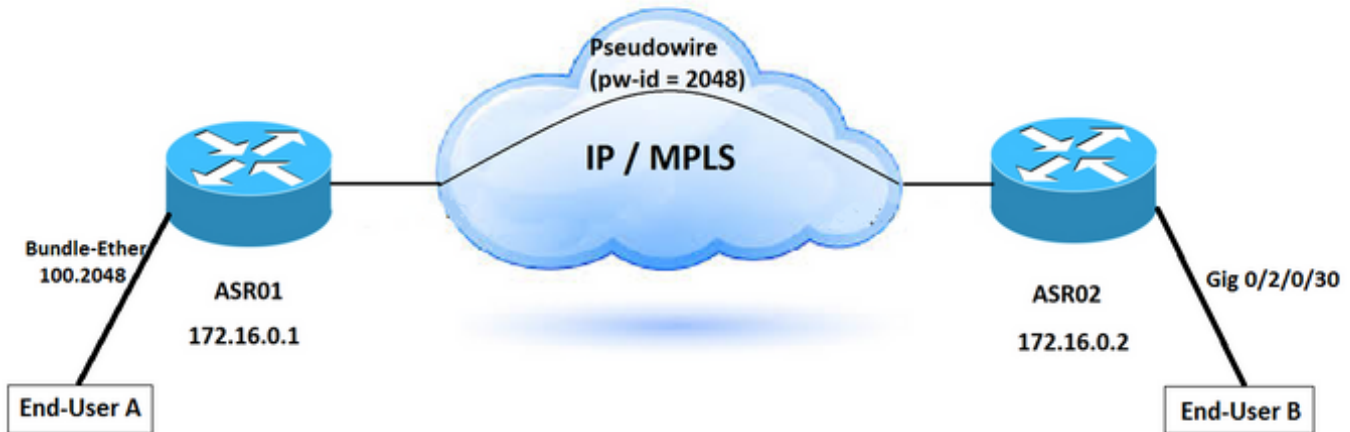 Pseudowire
(pw-id = 2048)
IP / MPLS
Bundle-Ether
100.2048
ASR01
172.16.0.1
End-User A
Gig 0/2/0/30
ASR02
172.16.0.2
End-User B